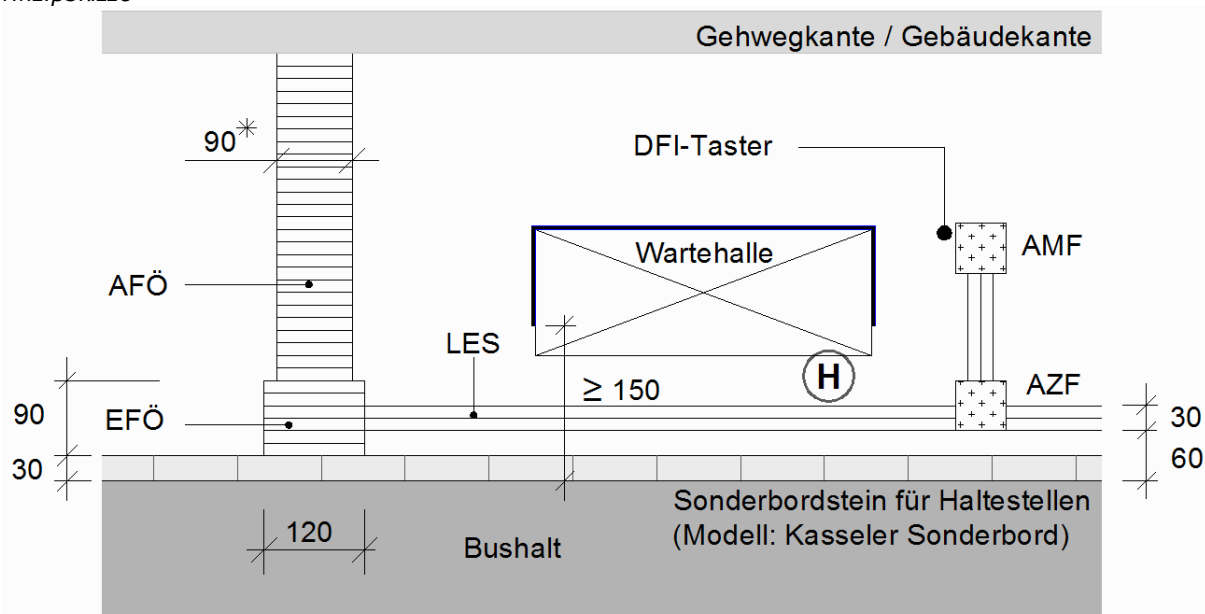 Gehwegkante / Gebäudekante
90*
DFI-Taster
Wartehalle
AMF
AFÖ
LES
H
≥ 150
AZF
90
EFÖ
30
30
60
Sonderbordstein für Haltestellen
(Modell: Kasseler Sonderbord)
120
Bushalt